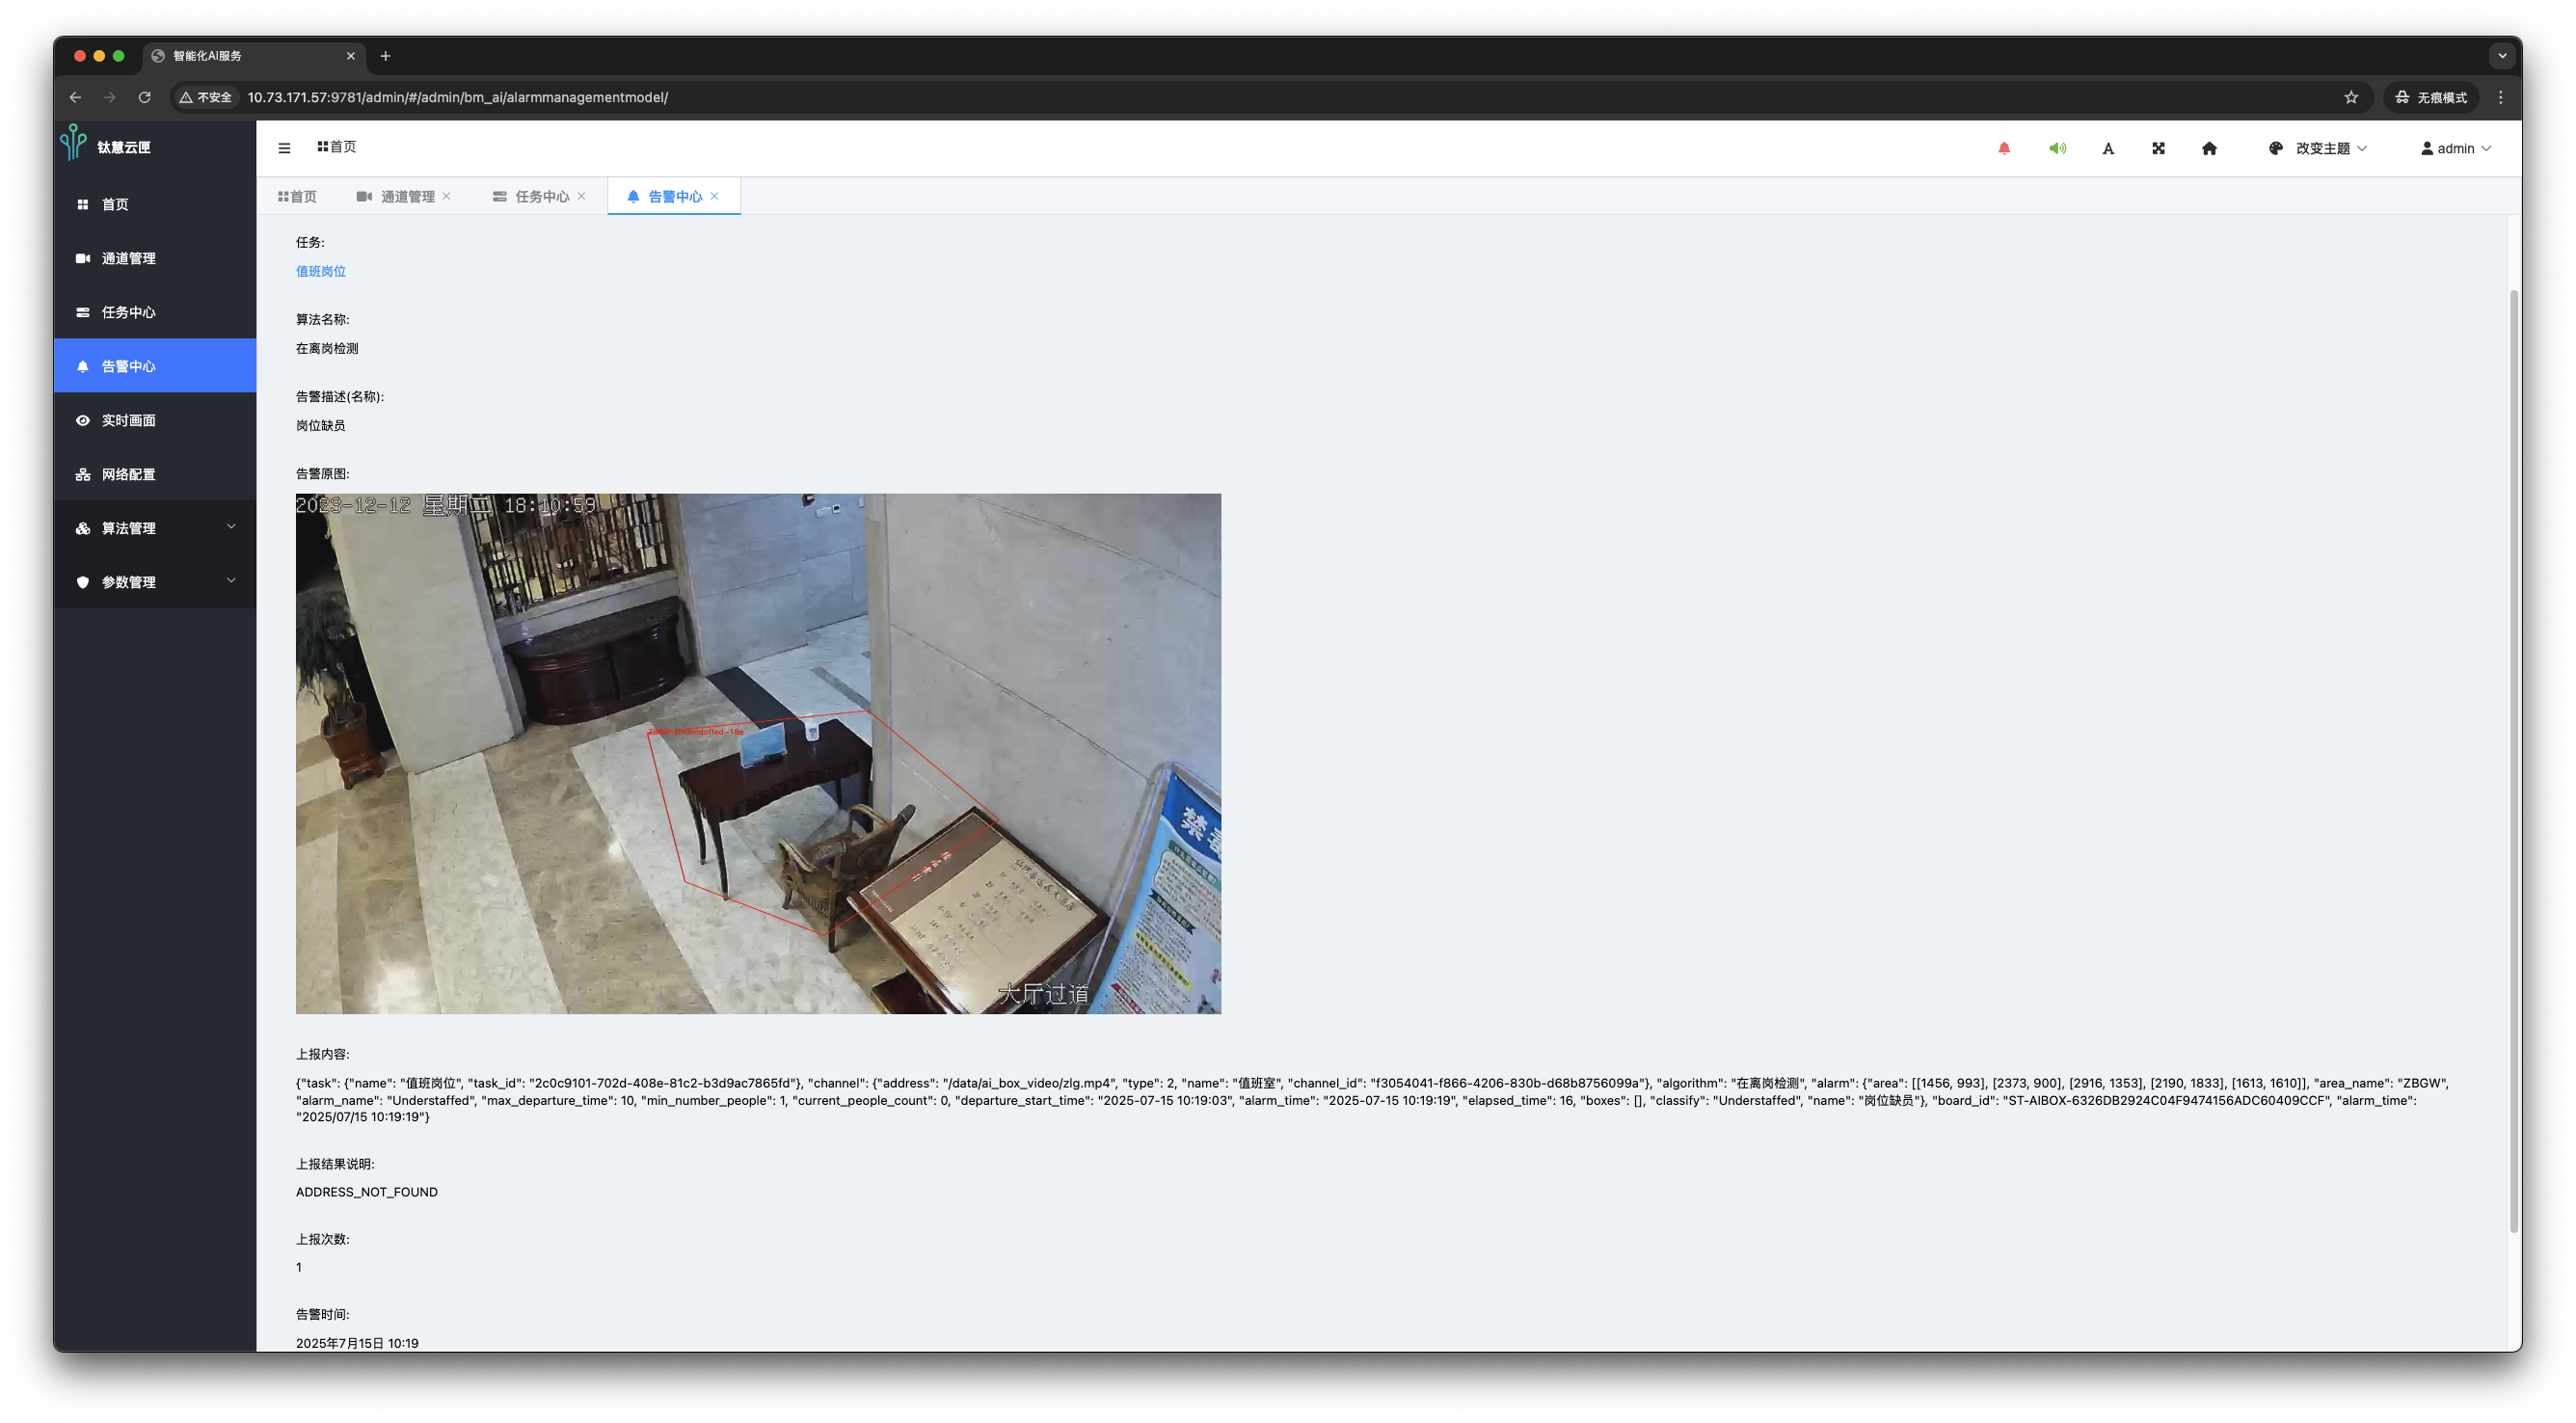 智能化AI服务
不安全 10.73.171.57:9781/admin/#/admin/bm_ai/alarmmanagementmodel/ 无痕模式
钛慧云匣
首页
改变主题 admin
首页 通道管理 任务中心 告警中心
首页
通道管理
任务中心
告警中心
实时画面
网络配置
算法管理
参数管理
任务:
值班岗位
算法名称:
在离岗检测
告警描述(名称):
岗位缺员
告警原图:
2023-12-12 星期二 18:10:59
大厅过道
上报内容:
{"task": {"name": "值班岗位", "task_id": "2c0c9101-702d-408e-81c2-b3d9ac7865fd"}, "channel": {"address": "/data/ai_box_video/zlg.mp4", "type": 2, "name": "值班室", "channel_id": "f3054041-f866-4206-830b-d68b8756099a"}, "algorithm": "在离岗检测", "alarm": {"area": [[1456, 993], [2373, 900], [2916, 1353], [2190, 1833], [1613, 1610]], "area_name": "ZBGW",
"alarm_name": "Understaffed", "max_departure_time": 10, "min_number_people": 1, "current_people_count": 0, "departure_start_time": "2025-07-15 10:19:03", "alarm_time": "2025-07-15 10:19:19", "elapsed_time": 16, "boxes": [], "classify": "Understaffed", "name": "岗位缺员"}, "board_id": "ST-AIBOX-6326DB2924C04F9474156ADC60409CCF", "alarm_time":
"2025/07/15 10:19:19"}
上报结果说明:
ADDRESS_NOT_FOUND
上报次数:
1
告警时间:
2025年7月15日 10:19